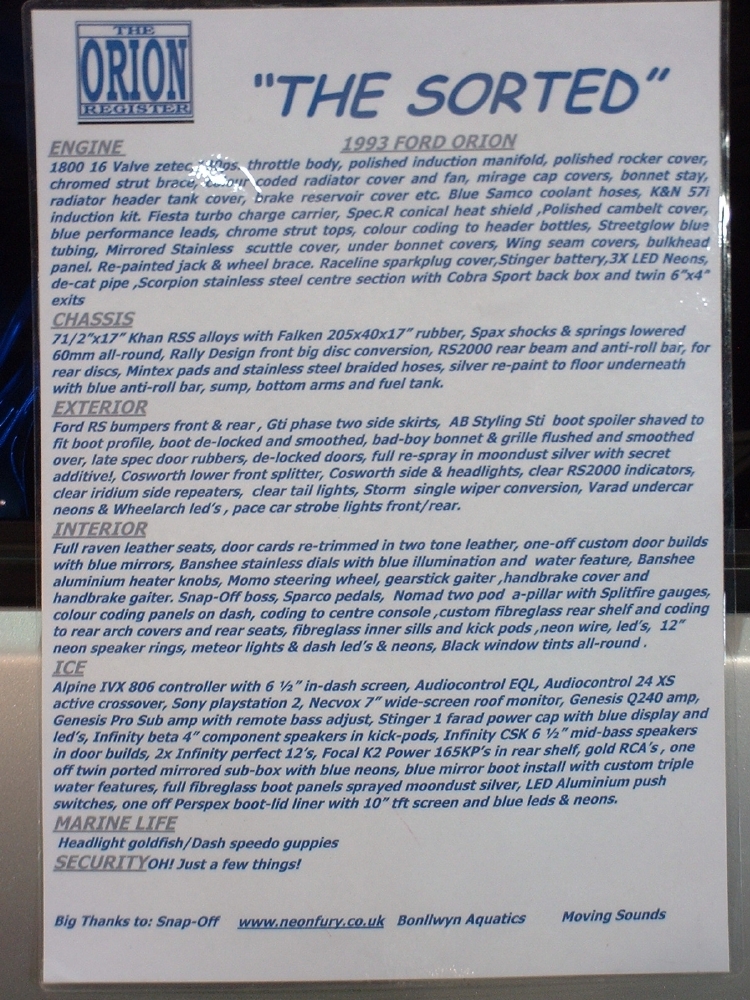 THE
ORION
REGISTER
"THE SORTED"
ENGINE
1993 FORD ORION
1800 16 Valve zetec, throttle body, polished induction manifold, polished rocker cover,
chromed strut brace, colour coded radiator cover and fan, mirage cap covers, bonnet stay,
radiator header tank cover, brake reservoir cover etc. Blue Samco coolant hoses, K&N 57i
induction kit. Fiesta turbo charge carrier, Spec.R conical heat shield ,Polished cambelt cover,
blue performance leads, chrome strut tops, colour coding to header bottles, Streetglow blue
tubing, Mirrored Stainless scuttle cover, under bonnet covers, Wing seam covers, bulkhead
panel. Re-painted jack & wheel brace. Raceline sparkplug cover,Stinger battery,3X LED Neons,
de-cat pipe ,Scorpion stainless steel centre section with Cobra Sport back box and twin 6"x4"
exits
CHASSIS
71/2"x17" Khan RSS alloys with Falken 205x40x17" rubber, Spax shocks & springs lowered
60mm all-round, Rally Design front big disc conversion, RS2000 rear beam and anti-roll bar, for
rear discs, Mintex pads and stainless steel braided hoses, silver re-paint to floor underneath
with blue anti-roll bar, sump, bottom arms and fuel tank.
EXTERIOR
Ford RS bumpers front & rear , Gti phase two side skirts, AB Styling Sti boot spoiler shaved to
fit boot profile, boot de-locked and smoothed, bad-boy bonnet & grille flushed and smoothed
over, late spec door rubbers, de-locked doors, full re-spray in moondust silver with secret
additive!, Cosworth lower front splitter, Cosworth side & headlights, clear RS2000 indicators,
clear iridium side repeaters, clear tail lights, Storm single wiper conversion, Varad undercar
neons & Wheelarch led's , pace car strobe lights front/rear.
INTERIOR
Full raven leather seats, door cards re-trimmed in two tone leather, one-off custom door builds
with blue mirrors, Banshee stainless dials with blue illumination and water feature, Banshee
aluminium heater knobs, Momo steering wheel, gearstick gaiter ,handbrake cover and
handbrake gaiter. Snap-Off boss, Sparco pedals, Nomad two pod a-pillar with Splitfire gauges,
colour coding panels on dash, coding to centre console ,custom fibreglass rear shelf and coding
to rear arch covers and rear seats, fibreglass inner sills and kick pods ,neon wire, led's, 12"
neon speaker rings, meteor lights & dash led's & neons, Black window tints all-round .
ICE
Alpine IVX 806 controller with 6 ½" in-dash screen, Audiocontrol EQL, Audiocontrol 24 XS
active crossover, Sony playstation 2, Necvox 7" wide-screen roof monitor, Genesis Q240 amp,
Genesis Pro Sub amp with remote bass adjust, Stinger 1 farad power cap with blue display and
led's, Infinity beta 4" component speakers in kick-pods, Infinity CSK 6 ½" mid-bass speakers
in door builds, 2x Infinity perfect 12's, Focal K2 Power 165KP's in rear shelf, gold RCA's , one
off twin ported mirrored sub-box with blue neons, blue mirror boot install with custom triple
water features, full fibreglass boot panels sprayed moondust silver, LED Aluminium push
switches, one off Perspex boot-lid liner with 10" tft screen and blue leds & neons.
MARINE LIFE
Headlight goldfish/Dash speedo guppies
SECURITYOH! Just a few things!
Big Thanks to: Snap-Off www.neonfury.co.uk Bonllwyn Aquatics Moving Sounds